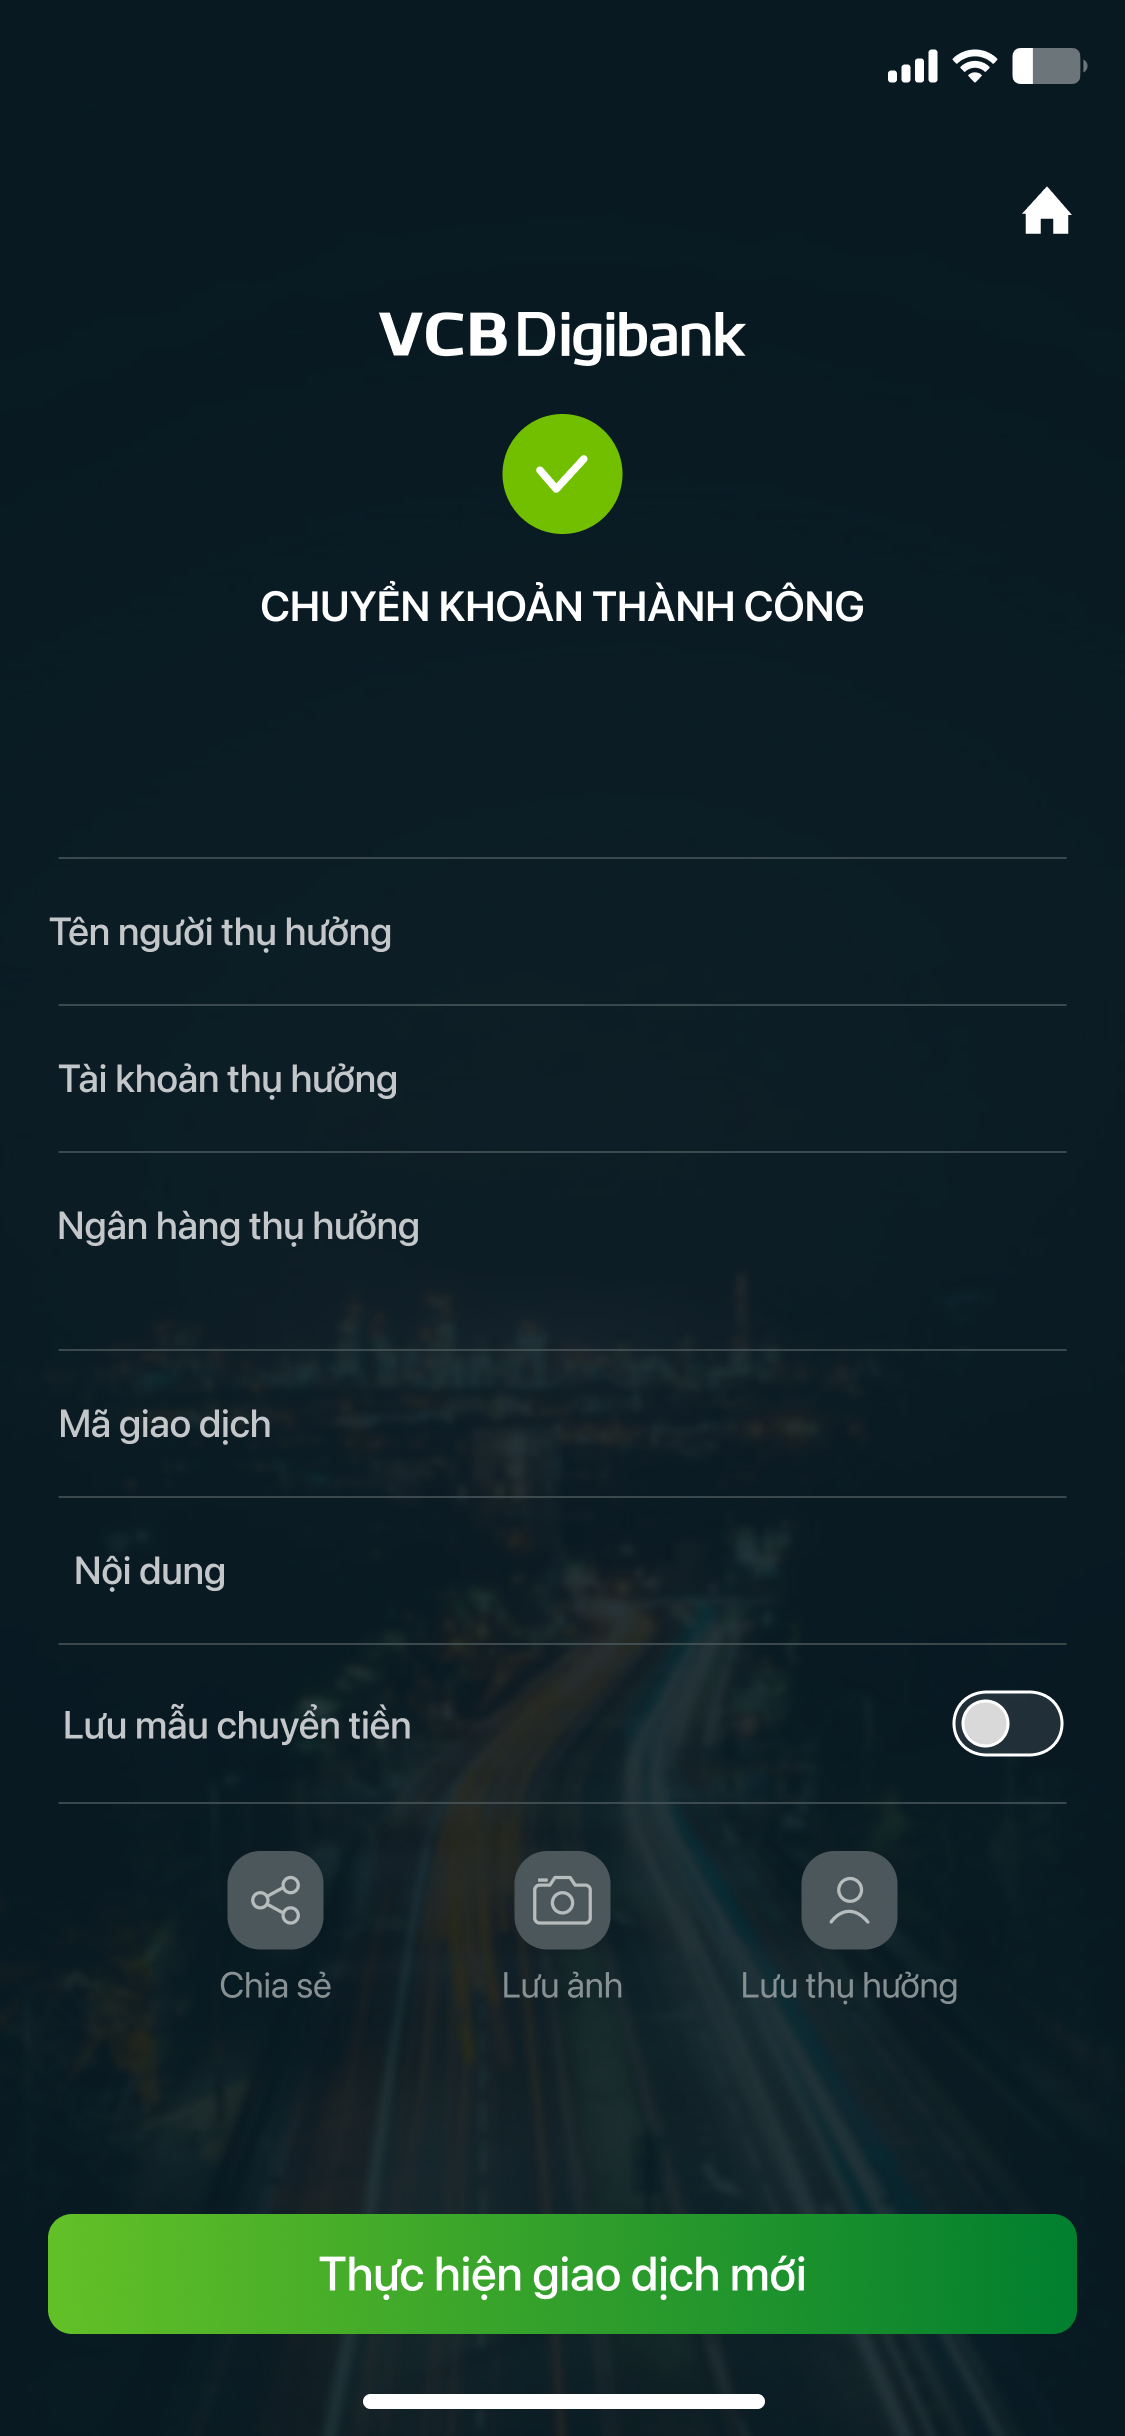 VCB Digibank
CHUYỂN KHOẢN THÀNH CÔNG
Tên người thụ hưởng
Tài khoản thụ hưởng
Ngân hàng thụ hưởng
Mã giao dịch
Nội dung
Lưu mẫu chuyển tiền
Chia sẻ
Lưu ảnh
Lưu thụ hưởng
Thực hiện giao dịch mới